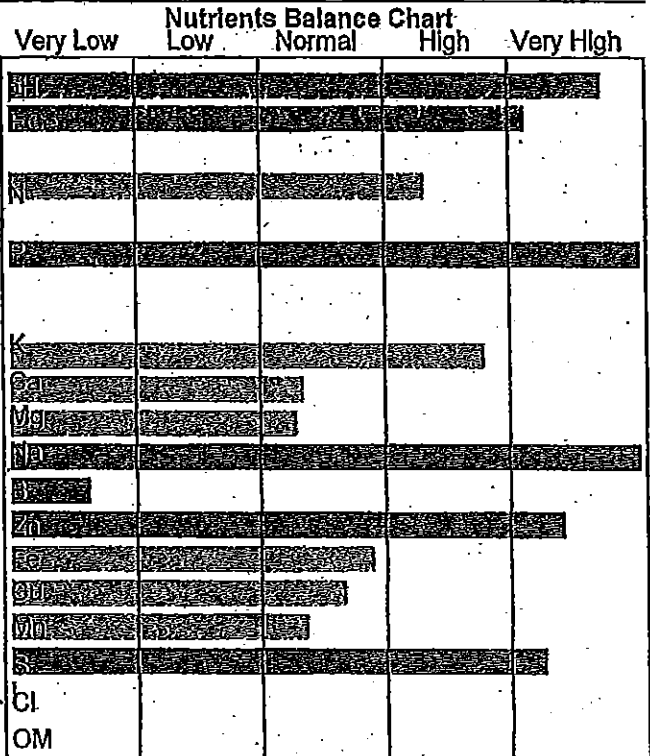 Nutrients Balance Chart
Very Low Low Normal High Very High
pH
N
P
K
Ca
Mg
Na
B
Zn
Fe
Cu
Mn
S
Cl
OM